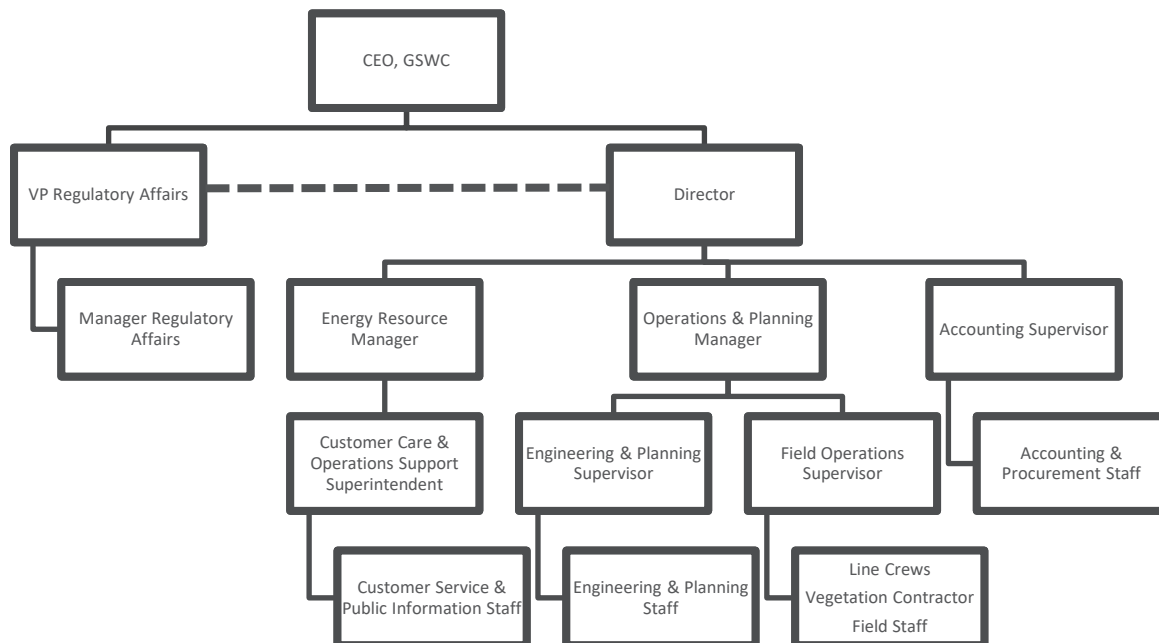 CEO, GSWC
VP Regulatory Affairs
Director
Manager Regulatory
Affairs
Energy Resource
Manager
Operations & Planning
Manager
Accounting Supervisor
Customer Care &
Operations Support
Superintendent
Engineering & Planning
Supervisor
Field Operations
Supervisor
Accounting &
Procurement Staff
Customer Service &
Public Information Staff
Engineering & Planning
Staff
Line Crews
Vegetation Contractor
Field Staff